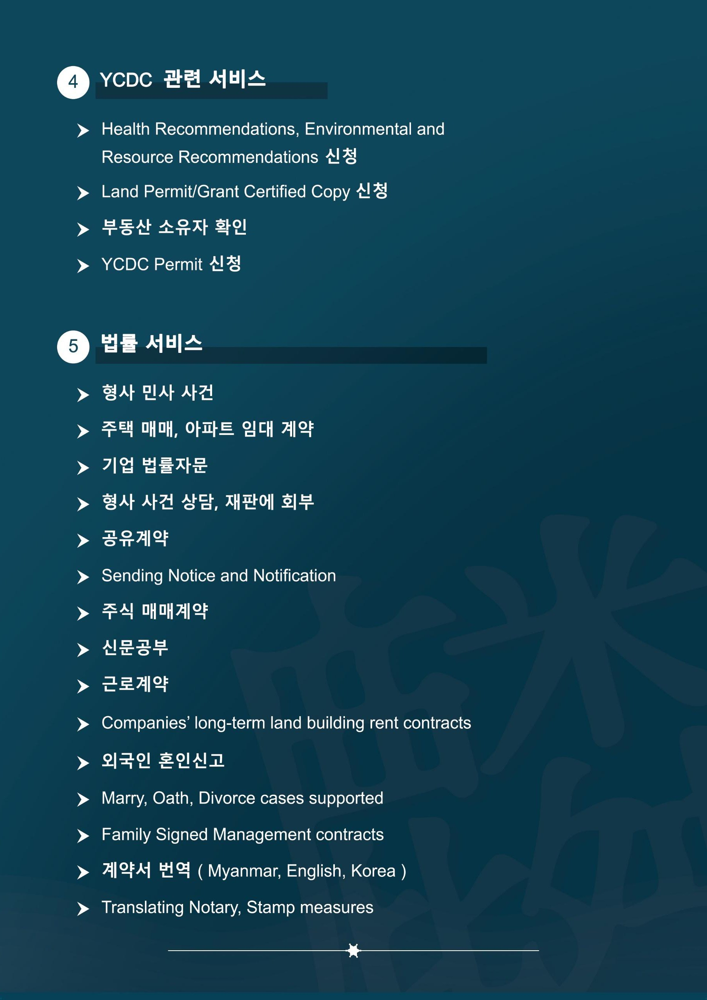 4
YCDC 관련 서비스
Health Recommendations, Environmental and
Resource Recommendations 신청
Land Permit/Grant Certified Copy 신청
부동산 소유자 확인
YCDC Permit 신청
5
법률 서비스
형사 민사 사건
주택 매매, 아파트 임대 계약
기업 법률자문
형사 사건 상담, 재판에 회부
공유계약
Sending Notice and Notification
주식 매매계약
신문공부
근로계약
Companies’ long-term land building rent contracts
외국인 혼인신고
Marry, Oath, Divorce cases supported
Family Signed Management contracts
계약서 번역 ( Myanmar, English, Korea )
Translating Notary, Stamp measures